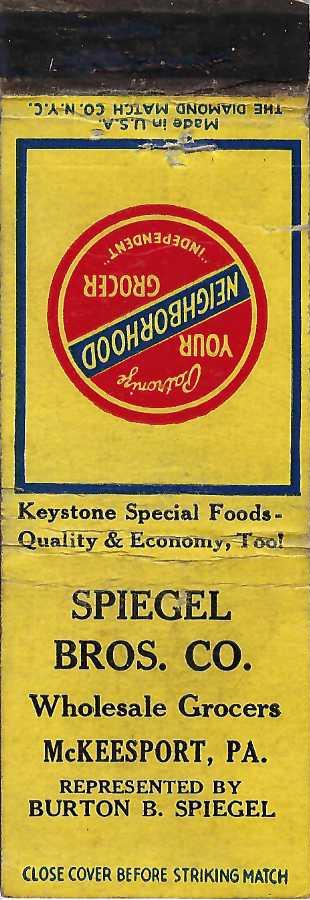 Made in U.S.A.
THE DIAMOND MATCH CO. N.Y.C.
Patronize
YOUR
NEIGHBORHOOD
GROCER
"INDEPENDENT"
Keystone Special Foods-
Quality & Economy, Too!
SPIEGEL
BROS. CO.
Wholesale Grocers
McKEESPORT, PA.
REPRESENTED BY
BURTON B. SPIEGEL
CLOSE COVER BEFORE STRIKING MATCH